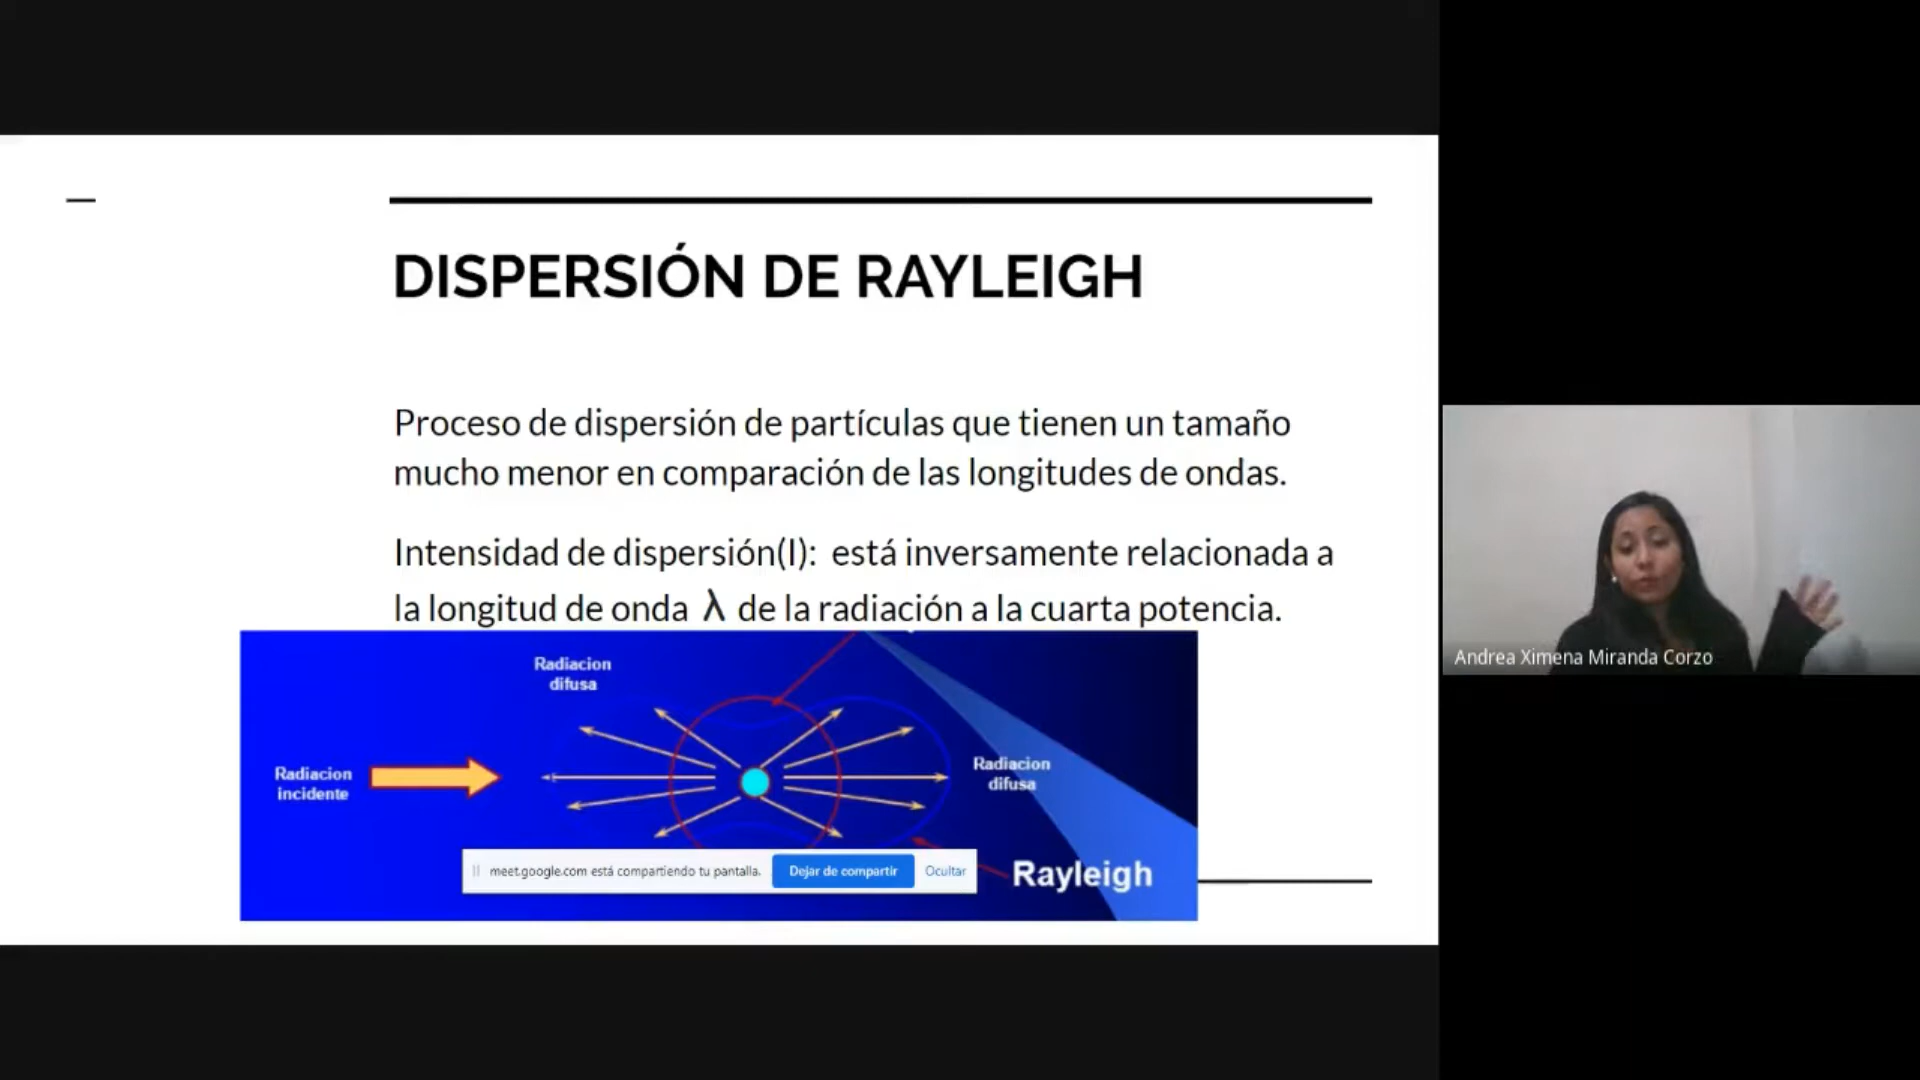 DISPERSIÓN DE RAYLEIGH
Proceso de dispersión de partículas que tienen un tamaño
mucho menor en comparación de las longitudes de ondas.
Intensidad de dispersión(I): está inversamente relacionada a
la longitud de onda λ de la radiación a la cuarta potencia.
Radiacion
difusa
Radiacion
incidente
Radiacion
difusa
meet.google.com está compartiendo tu pantalla.
Dejar de compartir
Ocultar
Rayleigh
Andrea Ximena Miranda Corzo